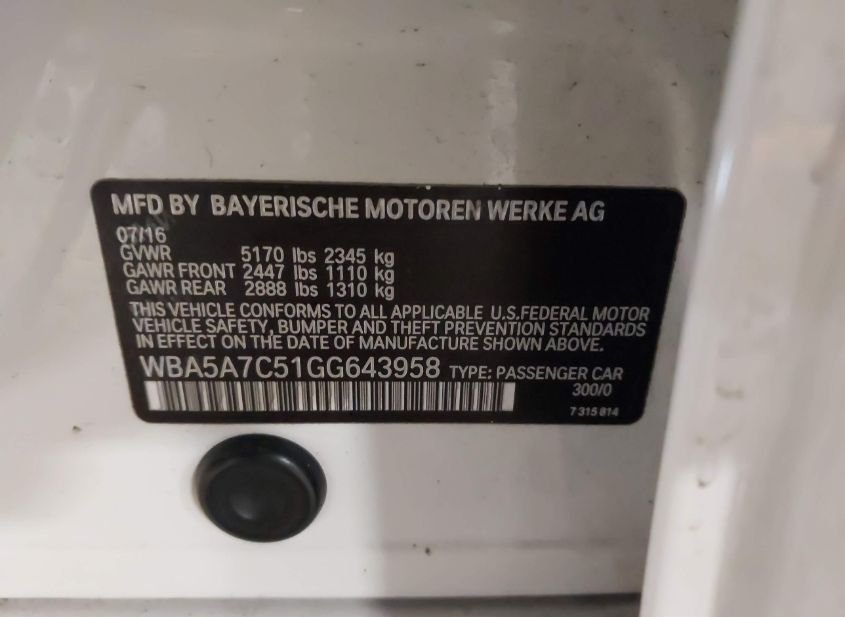 MFD BY BAYERISCHE MOTOREN WERKE AG
07/16
GVWR 5170 lbs 2345 kg
GAWR FRONT 2447 lbs 1110 kg
GAWR REAR 2888 lbs 1310 kg
THIS VEHICLE CONFORMS TO ALL APPLICABLE U.S.FEDERAL MOTOR
VEHICLE SAFETY, BUMPER AND THEFT PREVENTION STANDARDS
IN EFFECT ON THE DATE OF MANUFACTURE SHOWN ABOVE.
WBA5A7C51GG643958 TYPE: PASSENGER CAR
300/0
7 315 814